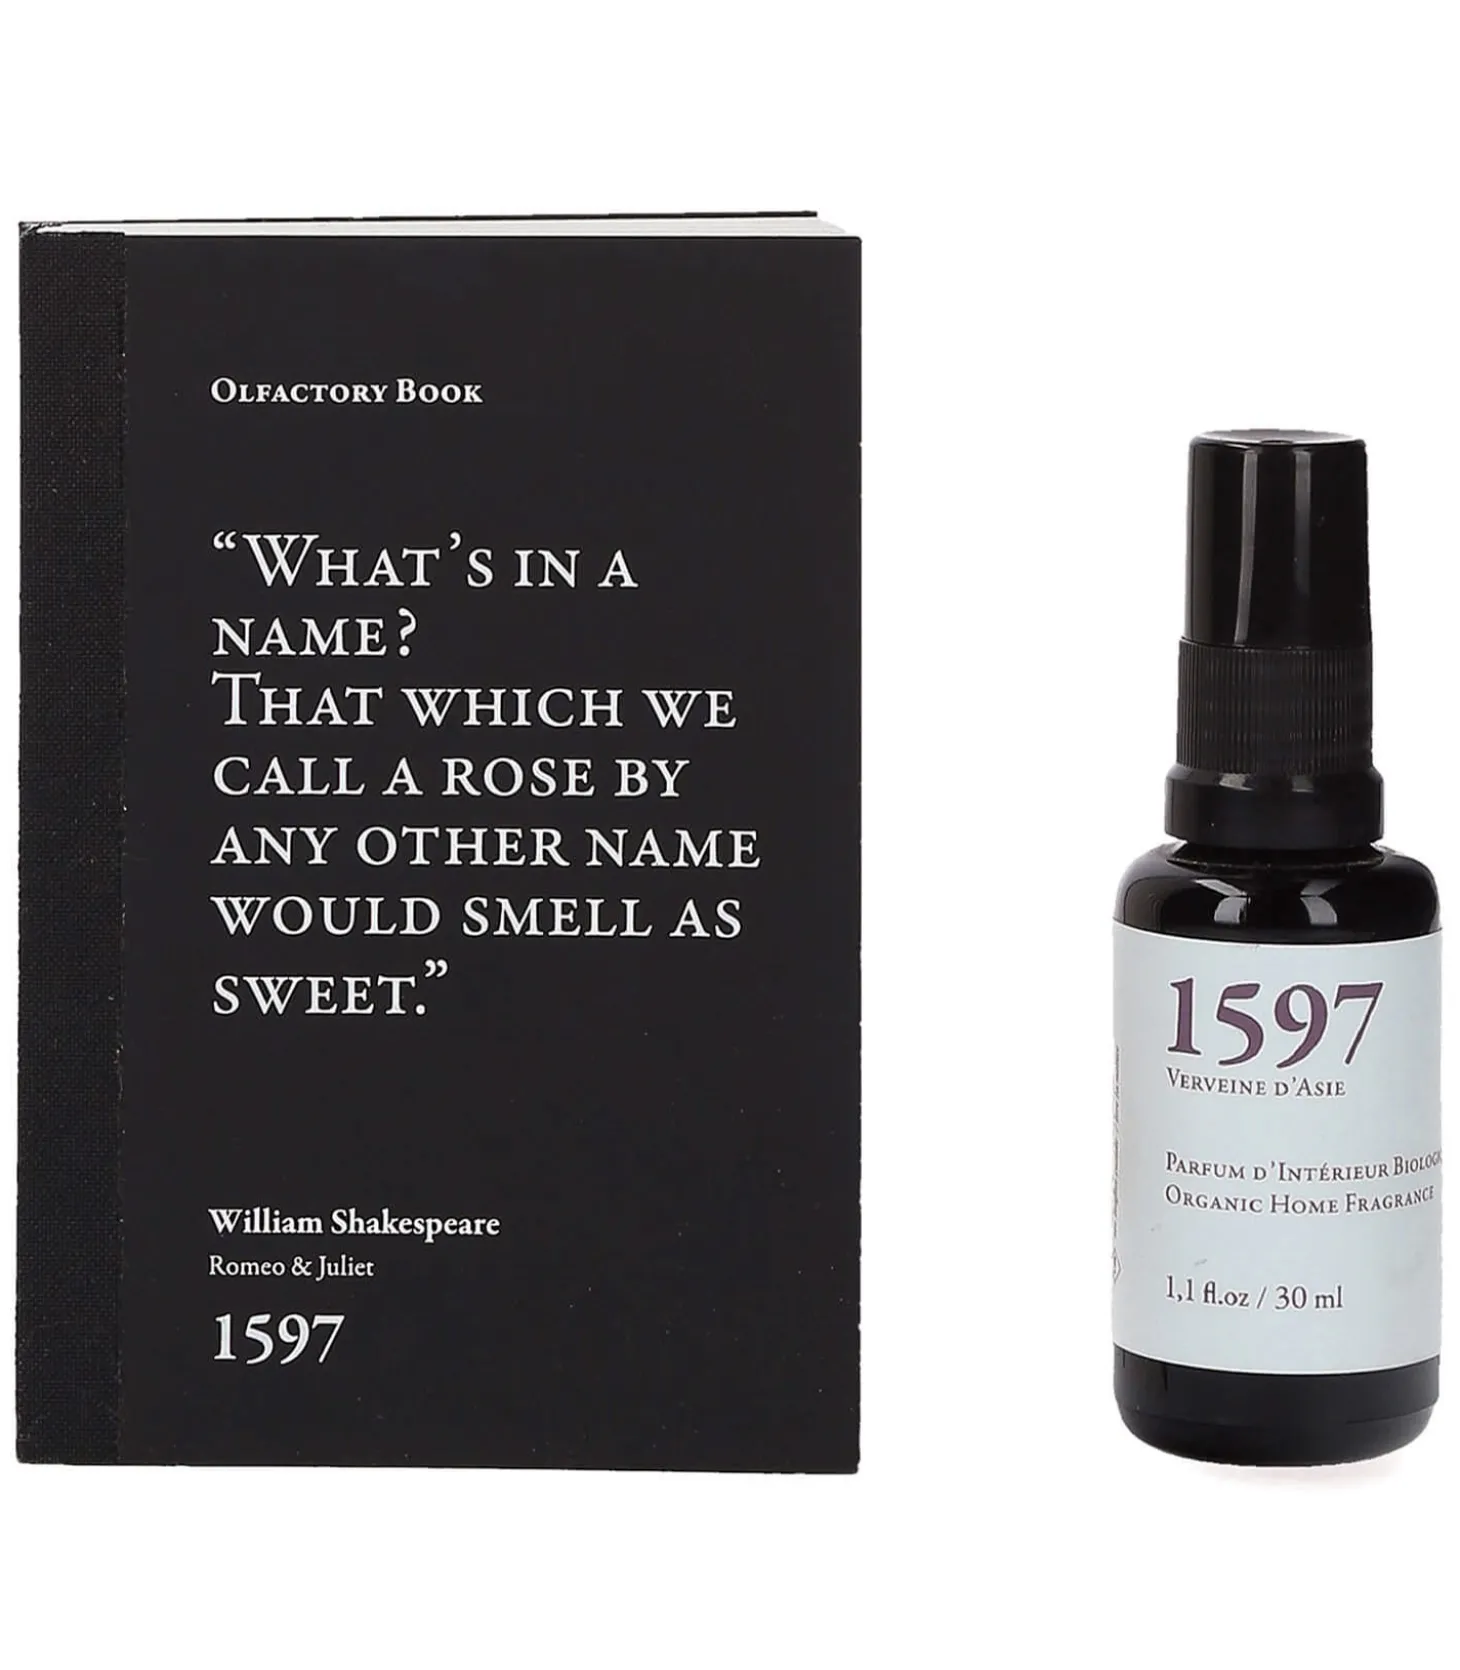 Olfactory Book
“What’s in a
name?
That which we
call a rose by
any other name
would smell as
sweet.”
William Shakespeare
Romeo & Juliet
1597
1597
Verveine d’Asie
Parfum d’Intérieur
Organic Home Fragrance
1,1 fl.oz / 30 ml